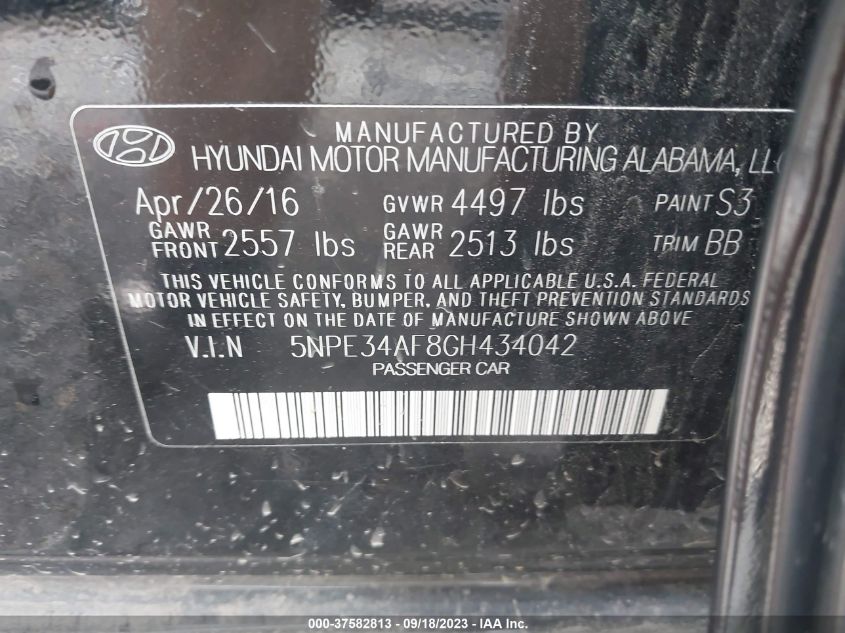 MANUFACTURED BY
HYUNDAI MOTOR MANUFACTURING ALABAMA, LLC
Apr/26/16 GVWR 4497 lbs PAINT S3
GAWR FRONT 2557 lbs GAWR REAR 2513 lbs TRIM BB
THIS VEHICLE CONFORMS TO ALL APPLICABLE U.S.A. FEDERAL
MOTOR VEHICLE SAFETY, BUMPER, AND THEFT PREVENTION STANDARDS
IN EFFECT ON THE DATE OF MANUFACTURE SHOWN ABOVE
V.I.N 5NPE34AF8GH434042
PASSENGER CAR
000-37582813 - 09/18/2023 - IAA Inc.